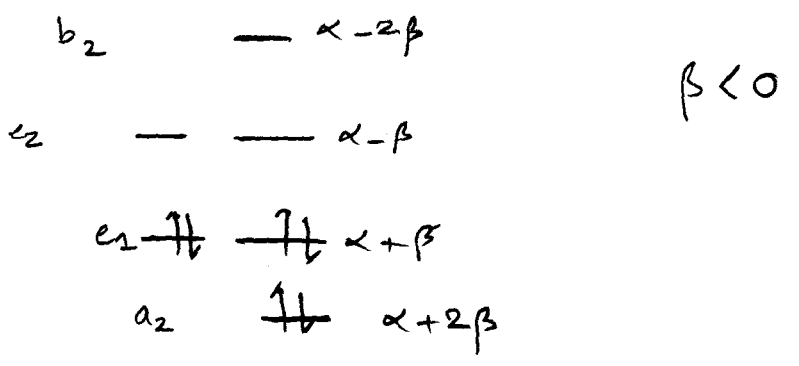 b₂ α - 2β
β < 0
e₂ α - β
e₁ α + β
a₂ α + 2β